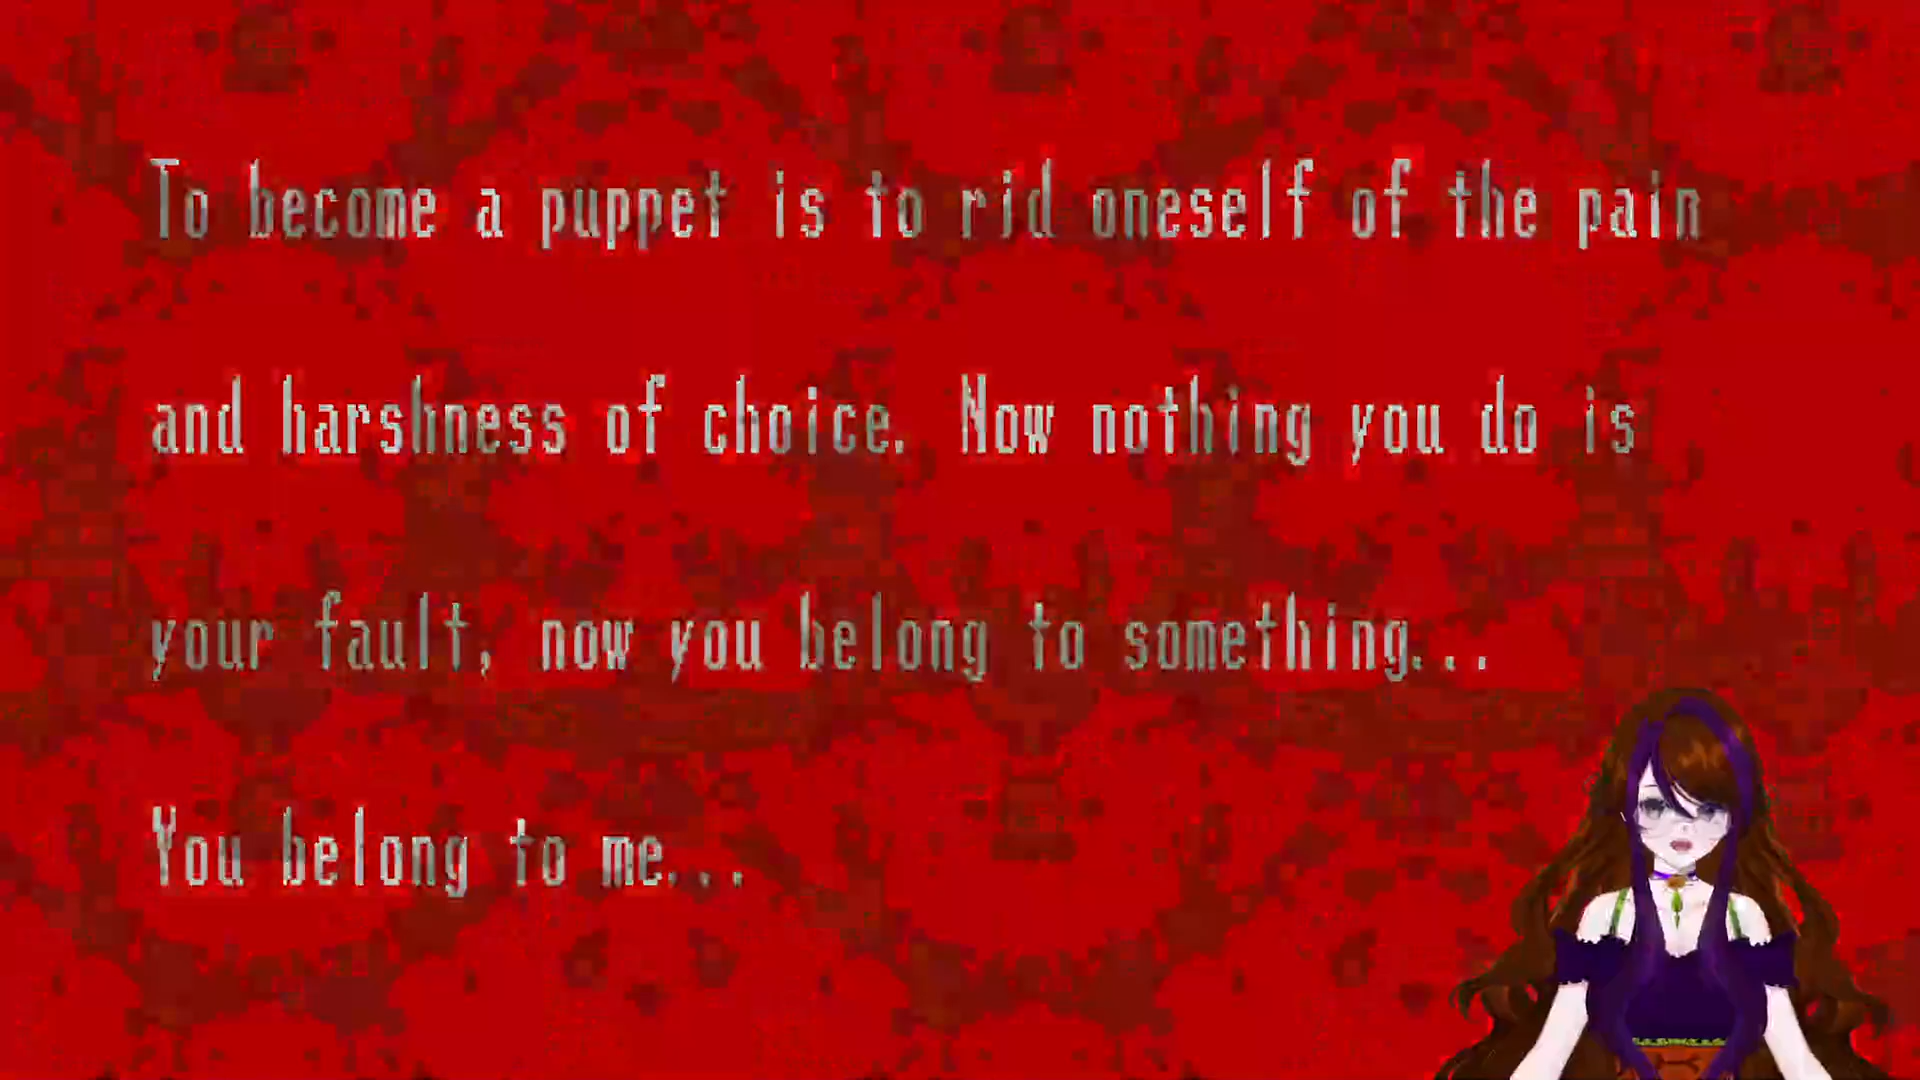 To become a puppet is to rid oneself of the pain
and harshness of choice. Now nothing you do is
your fault, now you belong to something...
You belong to me...